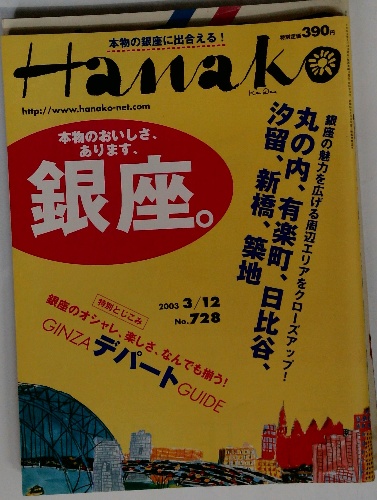 本物の銀座に出合える!
特別定価390円
Hanako
http://www.hanako-net.com
本物のおいしさ、
あります、
銀座。
銀座の魅力を広げる周辺エリアをクローズアップ!
丸の内、有楽町、日比谷、
汐留、新橋、築地
2003 3/12
No.728
特別とじこみ
銀座のオシャレ、楽しさ、なんでも揃う!
GINZA デパート GUIDE